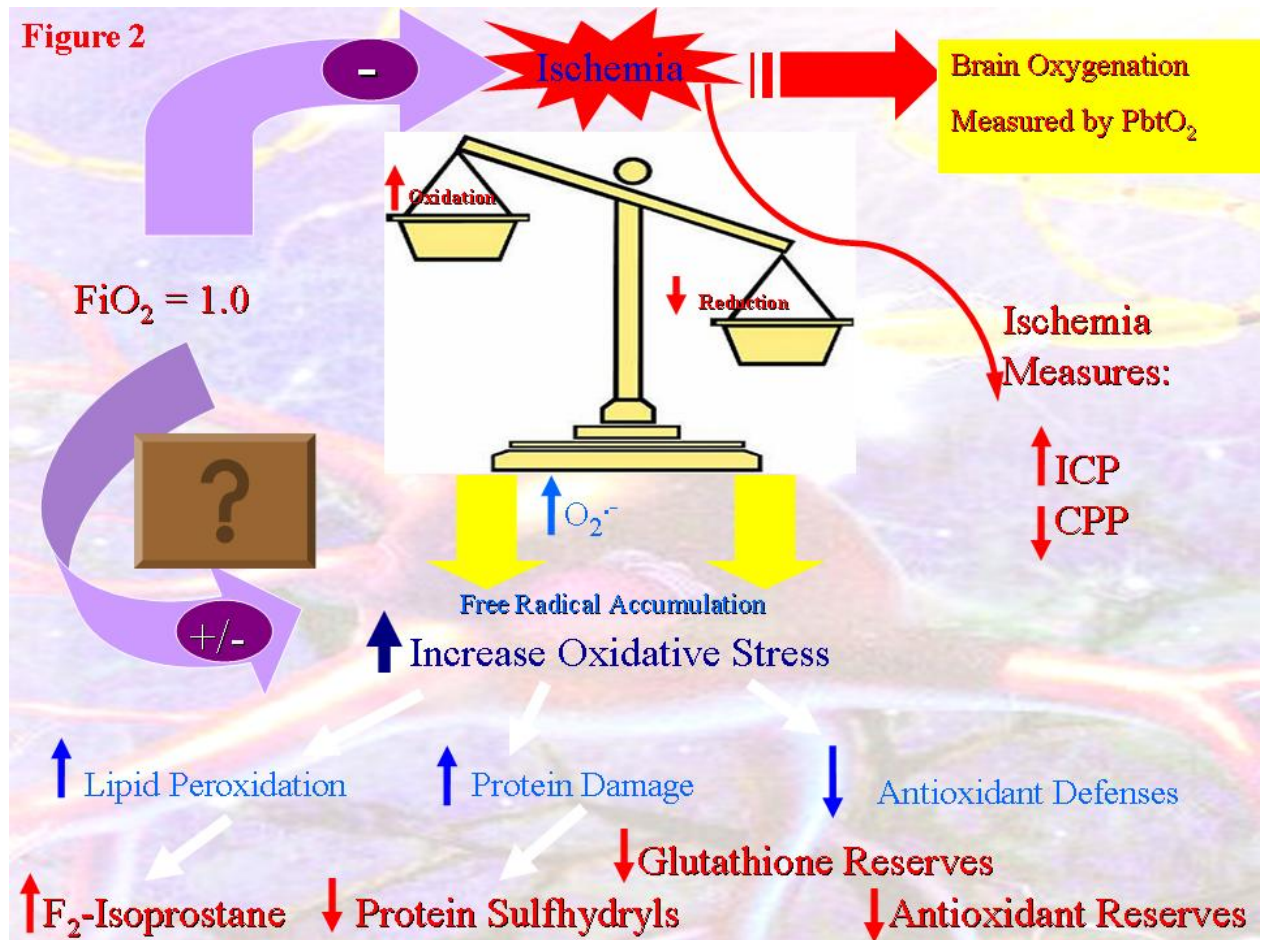 Figure 2
-
Ischemia
Brain Oxygenation
Measured by PbtO₂
Oxidation
Reduction
FiO₂ = 1.0
Ischemia
Measures:
ICP
CPP
?
O₂·⁻
Free Radical Accumulation
+/-
Increase Oxidative Stress
Lipid Peroxidation
Protein Damage
Antioxidant Defenses
Glutathione Reserves
F₂-Isoprostane
Protein Sulfhydryls
Antioxidant Reserves